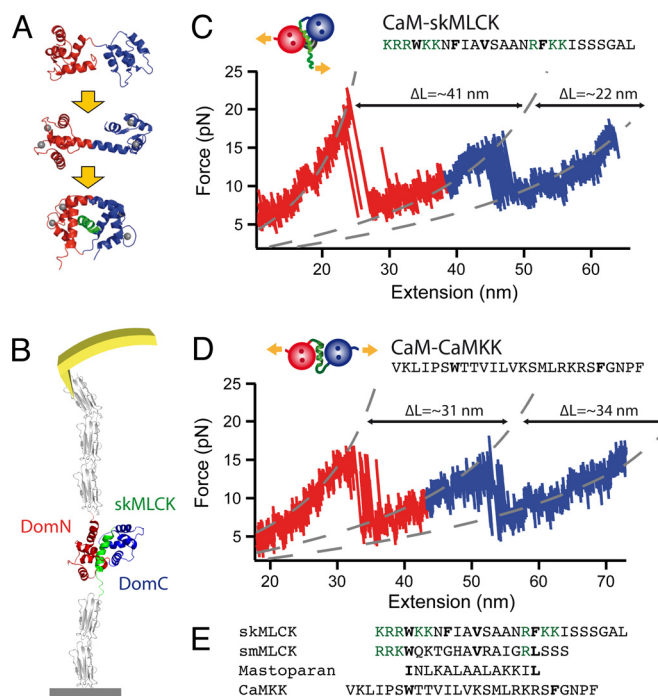 A
C
CaM-skMLCK
KRRWKKNFIAVSAANRFKKISSSGAL
25
20
15
10
5
Force (pN)
ΔL=~41 nm
ΔL=~22 nm
20
30
40
50
60
Extension (nm)
B
skMLCK
DomN
DomC
D
CaM-CaMKK
VKLIPSWTTVILVKSMLRKRSFGNPF
25
20
15
10
5
Force (pN)
ΔL=~31 nm
ΔL=~34 nm
20
30
40
50
60
70
Extension (nm)
E
skMLCK KRRWKKNFIAVSAANRFKKISSSGAL
smMLCK RRKWQKTGHAVRAIGRLSSS
Mastoparan INLKALAALAKKIL
CaMKK VKLIPSWTTVILVKSMLRKRSFGNPF